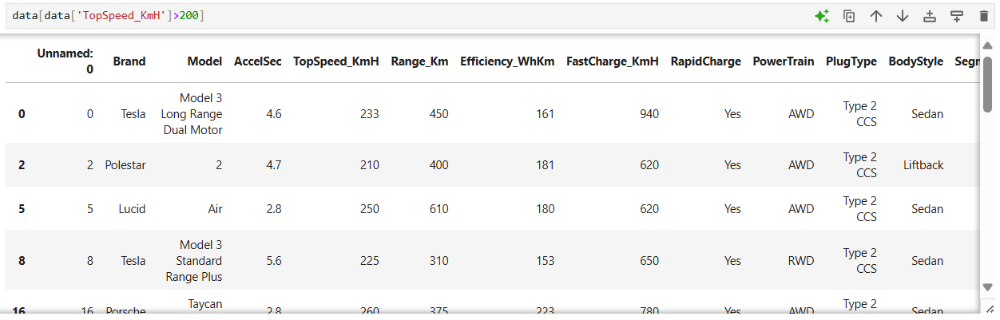 data[data['TopSpeed_KmH']>200]
Unnamed: 0 Brand Model AccelSec TopSpeed_KmH Range_Km Efficiency_WhKm FastCharge_KmH RapidCharge PowerTrain PlugType BodyStyle Segm
0 0 Tesla Model 3 Long Range Dual Motor 4.6 233 450 161 940 Yes AWD Type 2 CCS Sedan
2 2 Polestar 2 4.7 210 400 181 620 Yes AWD Type 2 CCS Liftback
5 5 Lucid Air 2.8 250 610 180 620 Yes AWD Type 2 CCS Sedan
8 8 Tesla Model 3 Standard Range Plus 5.6 225 310 153 650 Yes RWD Type 2 CCS Sedan
16 16 Porsche Taycan 2.8 260 375 223 780 Yes AWD Type 2 Sedan